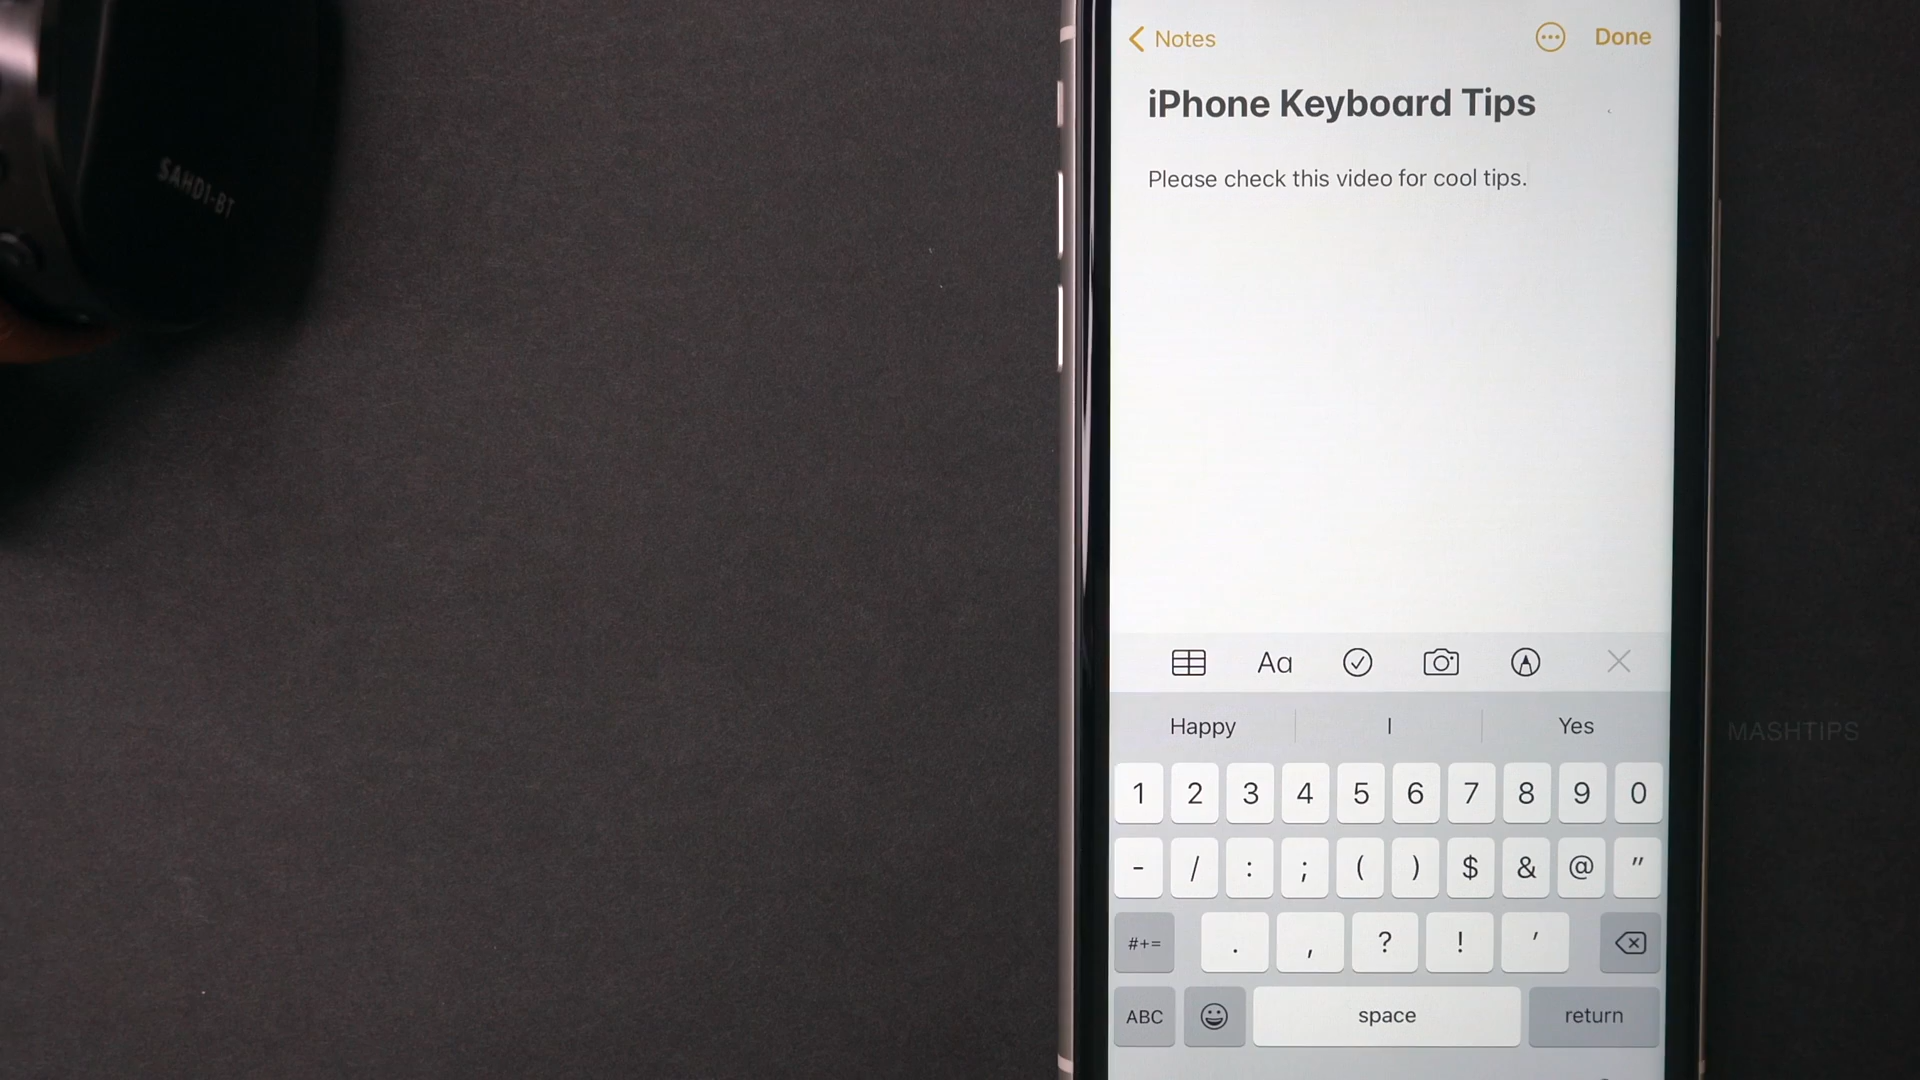 SAHD1-BT
Notes
Done
iPhone Keyboard Tips
Please check this video for cool tips.
Aa
Happy I Yes
1 2 3 4 5 6 7 8 9 0
- / : ; ( ) $ & @ "
#+= . , ? ! '
ABC space return
MASHTIPS